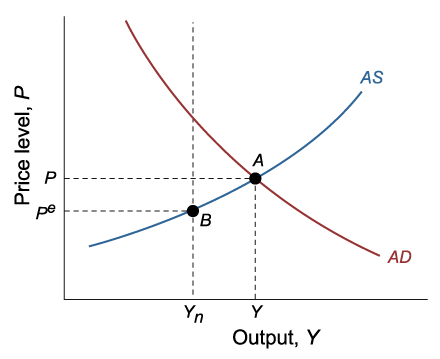 Price level, P
AS
A
P
Pᵉ
B
AD
Yₙ
Y
Output, Y